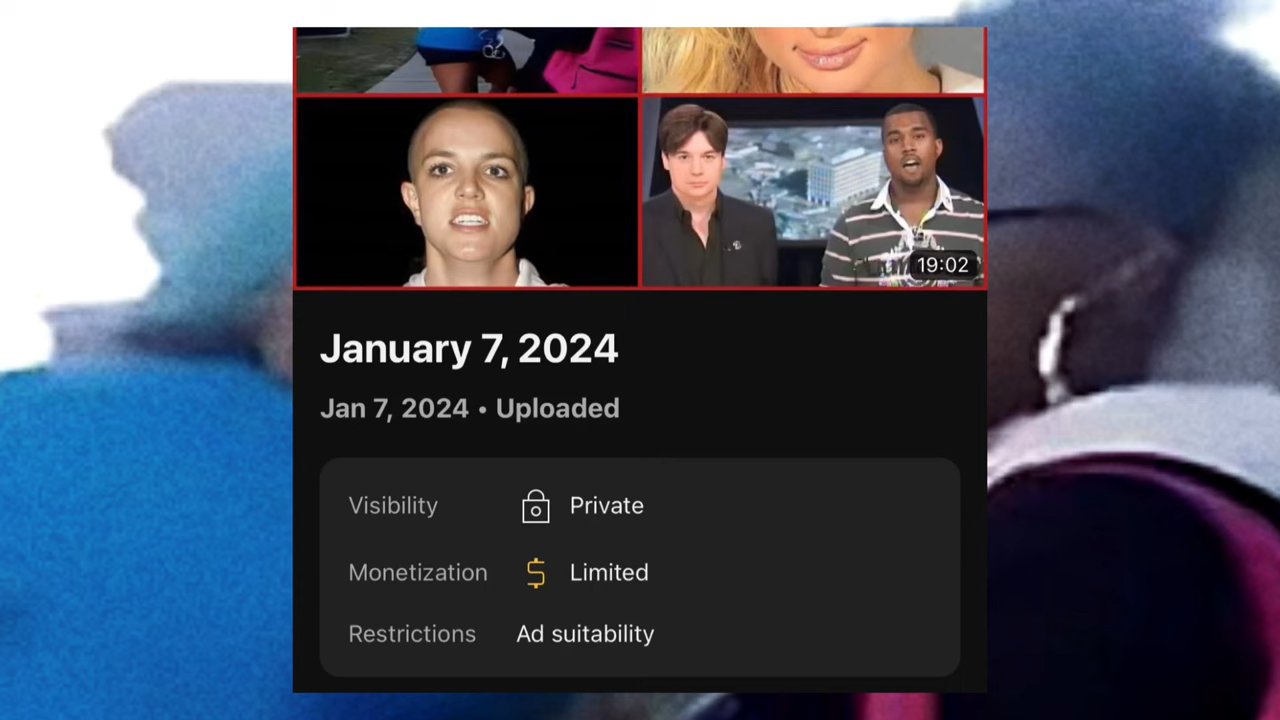 19:02
January 7, 2024
Jan 7, 2024 • Uploaded
Visibility Private
Monetization Limited
Restrictions Ad suitability